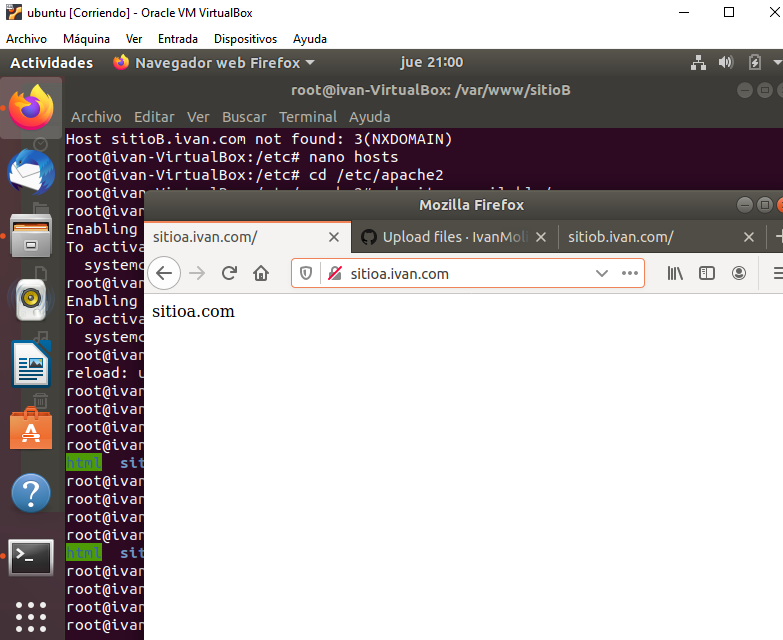 ubuntu [Corriendo] - Oracle VM VirtualBox
Archivo Máquina Ver Entrada Dispositivos Ayuda
Actividades Navegador web Firefox jue 21:00
root@ivan-VirtualBox: /var/www/sitioB
Archivo Editar Ver Buscar Terminal Ayuda
Host sitioB.ivan.com not found: 3(NXDOMAIN)
root@ivan-VirtualBox:/etc# nano hosts
root@ivan-VirtualBox:/etc# cd /etc/apache2
root@ivan
Mozilla Firefox
sitioa.ivan.com/ Upload files · IvanMol sitiob.ivan.com/
sitioa.ivan.com
sitioa.com
Enabling
To activa
systemc
root@ivan
Enabling
To activa
systemc
root@ivan
reload: u
root@ivan
root@ivan
root@ivan
root@ivan
html sit
root@ivan
root@ivan
root@ivan
root@ivan
html sit
root@ivan
root@ivan
root@ivan
root@ivan